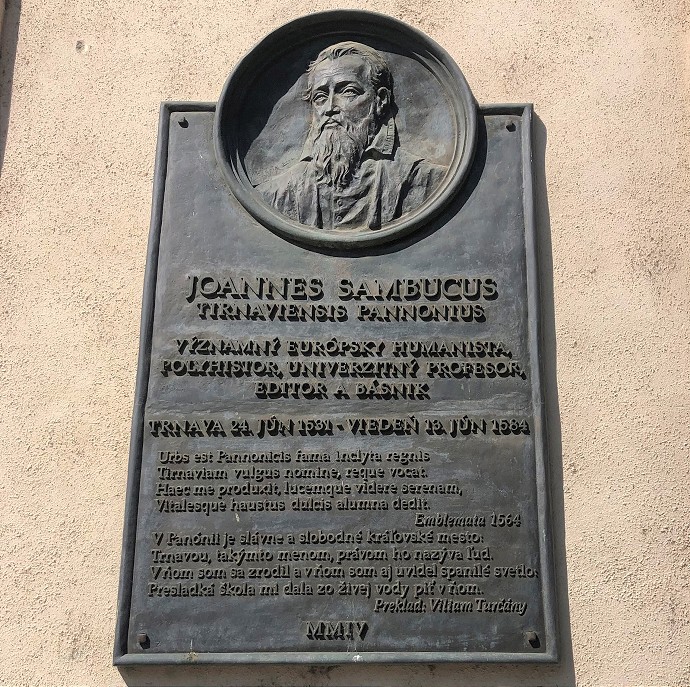 JOANNES SAMBUCUS
TIRNAVIENSIS PANNONIUS
VÝZNAMNÝ EURÓPSKY HUMANISTA,
POLYHISTOR, UNIVERZITNÝ PROFESOR,
EDITOR A BÁSNIK
TRNAVA 24. JÚN 1531 - VIEDEŇ 13. JÚN 1584
Urbs est Pannonicis fama inclyta regnis
Tirnaviam vulgus nomine, reque vocat.
Haec me produxit, lucemque videre serenam,
Vitalesque haustus dulcis alumna dedit.
Emblemata 1564
V Panónii je slávne a slobodné kráľovské mesto:
Trnavou, takýmto menom, právom ho nazýva ľud.
V ňom som sa zrodil a v ňom som aj uvidel spanilé svetlo:
Presladká škola mi dala zo živej vody piť v ňom.
Preklad: Viliam Turčány
MMIV